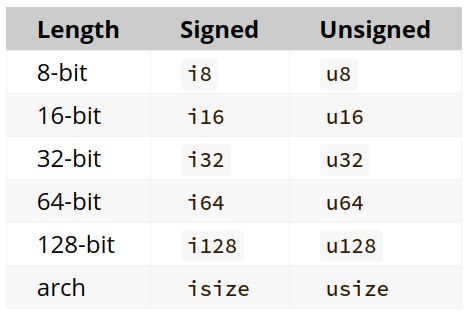 Length Signed Unsigned
8-bit i8 u8
16-bit i16 u16
32-bit i32 u32
64-bit i64 u64
128-bit i128 u128
arch isize usize